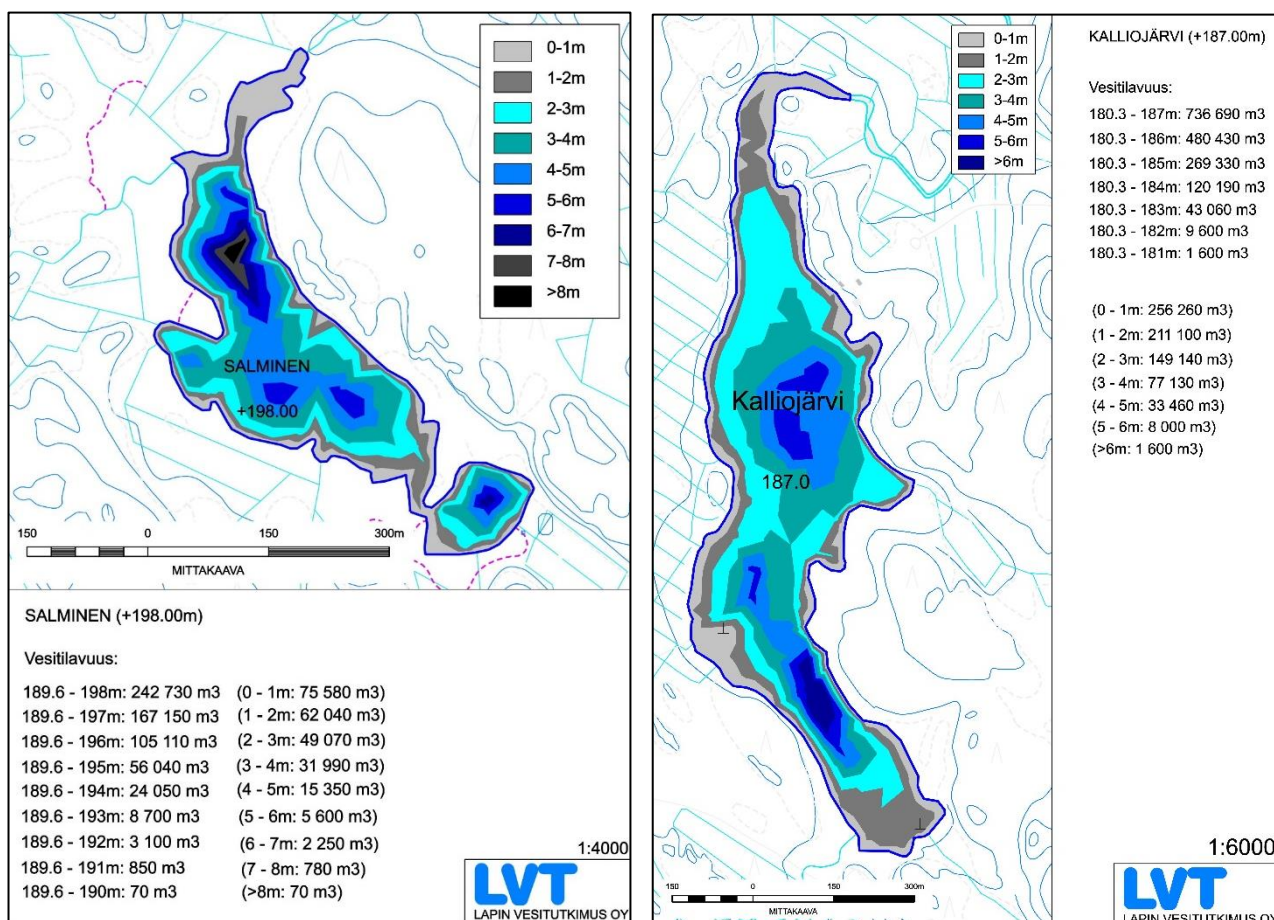 0-1m
1-2m
2-3m
3-4m
4-5m
5-6m
6-7m
7-8m
>8m
SALMINEN
+198.00
150 0 150 300m
MITTAKAAVA
SALMINEN (+198.00m)
Vesitilavuus:
189.6 - 198m: 242 730 m3 (0 - 1m: 75 580 m3)
189.6 - 197m: 167 150 m3 (1 - 2m: 62 040 m3)
189.6 - 196m: 105 110 m3 (2 - 3m: 49 070 m3)
189.6 - 195m: 56 040 m3 (3 - 4m: 31 990 m3)
189.6 - 194m: 24 050 m3 (4 - 5m: 15 350 m3)
189.6 - 193m: 8 700 m3 (5 - 6m: 5 600 m3)
189.6 - 192m: 3 100 m3 (6 - 7m: 2 250 m3)
189.6 - 191m: 850 m3 (7 - 8m: 780 m3)
189.6 - 190m: 70 m3 (>8m: 70 m3)
1:4000
LVT
LAPIN VESITUTKIMUS OY
0-1m
1-2m
2-3m
3-4m
4-5m
5-6m
>6m
Kalliojärvi
187.0
150 0 150 300m
MITTAKAAVA
KALLIOJÄRVI (+187.00m)
Vesitilavuus:
180.3 - 187m: 736 690 m3
180.3 - 186m: 480 430 m3
180.3 - 185m: 269 330 m3
180.3 - 184m: 120 190 m3
180.3 - 183m: 43 060 m3
180.3 - 182m: 9 600 m3
180.3 - 181m: 1 600 m3
(0 - 1m: 256 260 m3)
(1 - 2m: 211 100 m3)
(2 - 3m: 149 140 m3)
(3 - 4m: 77 130 m3)
(4 - 5m: 33 460 m3)
(5 - 6m: 8 000 m3)
(>6m: 1 600 m3)
1:6000
LVT
LAPIN VESITUTKIMUS OY